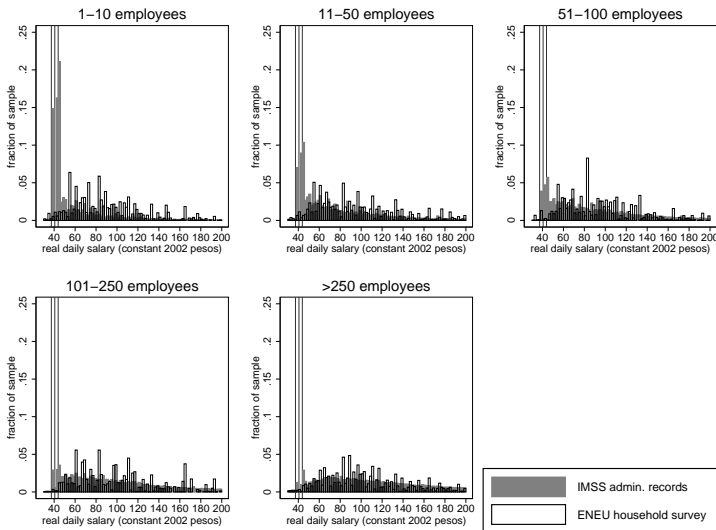 1−10 employees
11−50 employees
51−100 employees
fraction of sample
0 .05 .1 .15 .2 .25
40 60 80 100 120 140 160 180 200
real daily salary (constant 2002 pesos)
fraction of sample
0 .05 .1 .15 .2 .25
40 60 80 100 120 140 160 180 200
real daily salary (constant 2002 pesos)
fraction of sample
0 .05 .1 .15 .2 .25
40 60 80 100 120 140 160 180 200
real daily salary (constant 2002 pesos)
101−250 employees
>250 employees
fraction of sample
0 .05 .1 .15 .2 .25
40 60 80 100 120 140 160 180 200
real daily salary (constant 2002 pesos)
fraction of sample
0 .05 .1 .15 .2 .25
40 60 80 100 120 140 160 180 200
real daily salary (constant 2002 pesos)
IMSS admin. records
ENEU household survey